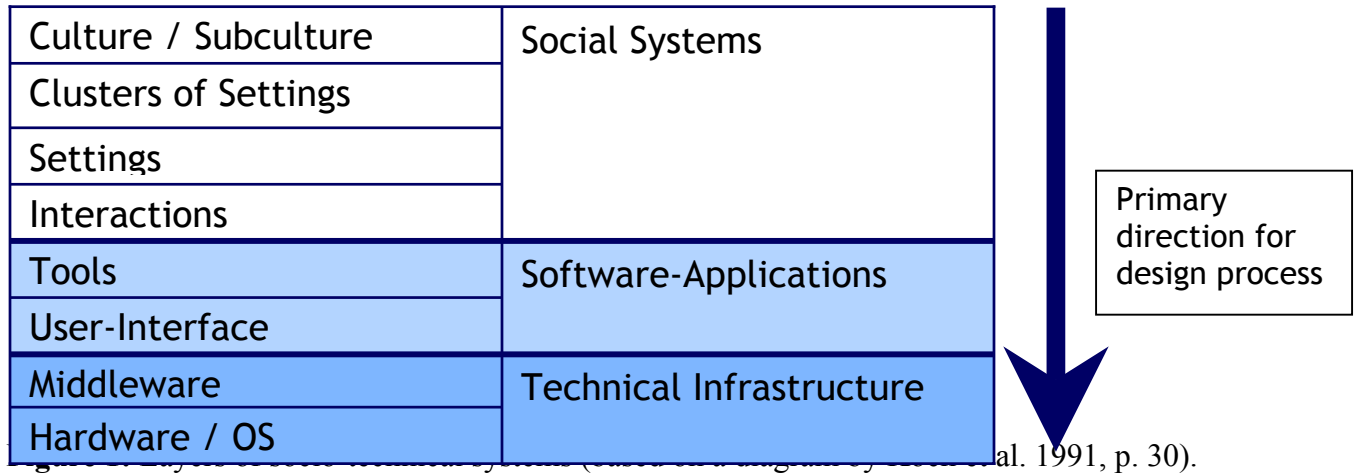 Culture / Subculture
Social Systems
Clusters of Settings
Settings
Interactions
Primary
direction for
design process
Tools
Software-Applications
User-Interface
Middleware
Technical Infrastructure
Hardware / OS
al. 1991, p. 30).